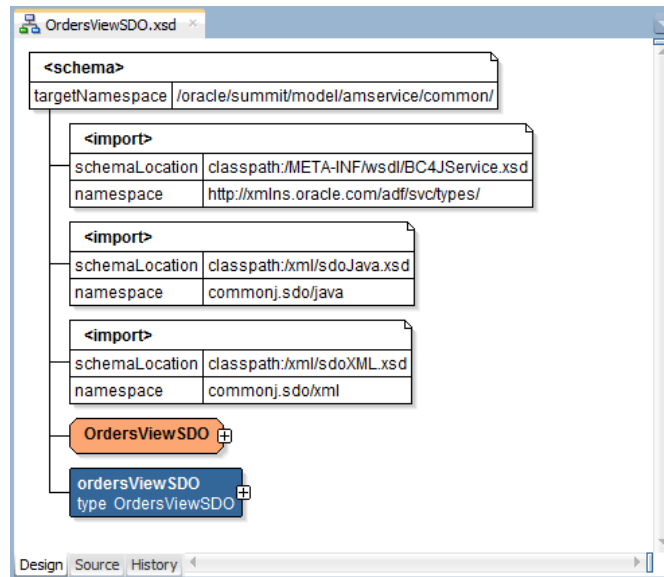 OrdersViewSDO.xsd
<schema>
targetNamespace /oracle/summit/model/amservice/common/
<import>
schemaLocation classpath:/META-INF/wsdl/BC4JService.xsd
namespace http://xmlns.oracle.com/adf/svc/types/
<import>
schemaLocation classpath:/xml/sdoJava.xsd
namespace commonj.sdo/java
<import>
schemaLocation classpath:/xml/sdoXML.xsd
namespace commonj.sdo/xml
OrdersViewSDO
ordersViewSDO
type OrdersViewSDO
Design Source History